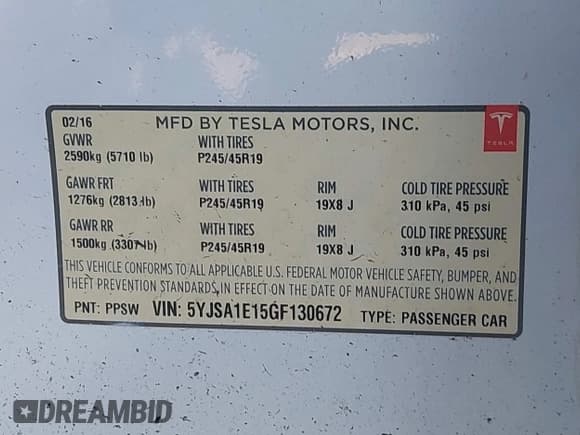 02/16 MFD BY TESLA MOTORS, INC.
TESLA
GVWR WITH TIRES
2590kg (5710 lb) P245/45R19
GAWR FRT WITH TIRES RIM COLD TIRE PRESSURE
1276kg (2813 lb) P245/45R19 19X8 J 310 kPa, 45 psi
GAWR RR WITH TIRES RIM COLD TIRE PRESSURE
1500kg (3307 lb) P245/45R19 19X8 J 310 kPa, 45 psi
THIS VEHICLE CONFORMS TO ALL APPLICABLE U.S. FEDERAL MOTOR VEHICLE SAFETY, BUMPER, AND
THEFT PREVENTION STANDARDS IN EFFECT ON THE DATE OF MANUFACTURE SHOWN ABOVE.
PNT: PPSW VIN: 5YJSA1E15GF130672 TYPE: PASSENGER CAR
DREAMBID